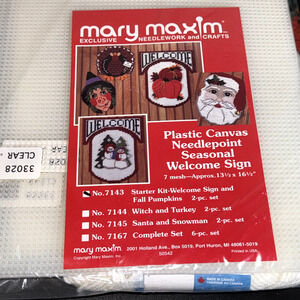 mary maxim®
EXCLUSIVE NEEDLEWORK and CRAFTS
WELCOME
WELCOME
Plastic Canvas
Needlepoint
Seasonal
Welcome Sign
7 mesh—Approx. 13½ x 16½"
No. 7143 Starter Kit-Welcome Sign and
Fall Pumpkins 2-pc. set
No. 7144 Witch and Turkey 2-pc. set
No. 7145 Santa and Snowman 2-pc. set
No. 7167 Complete Set 6-pc. set
mary maxim®
2001 Holland Ave., Box 5019, Port Huron, MI 48061-5019
Copyright Mary Maxim, Inc.
50542
Printed in USA
33028
CLEAR